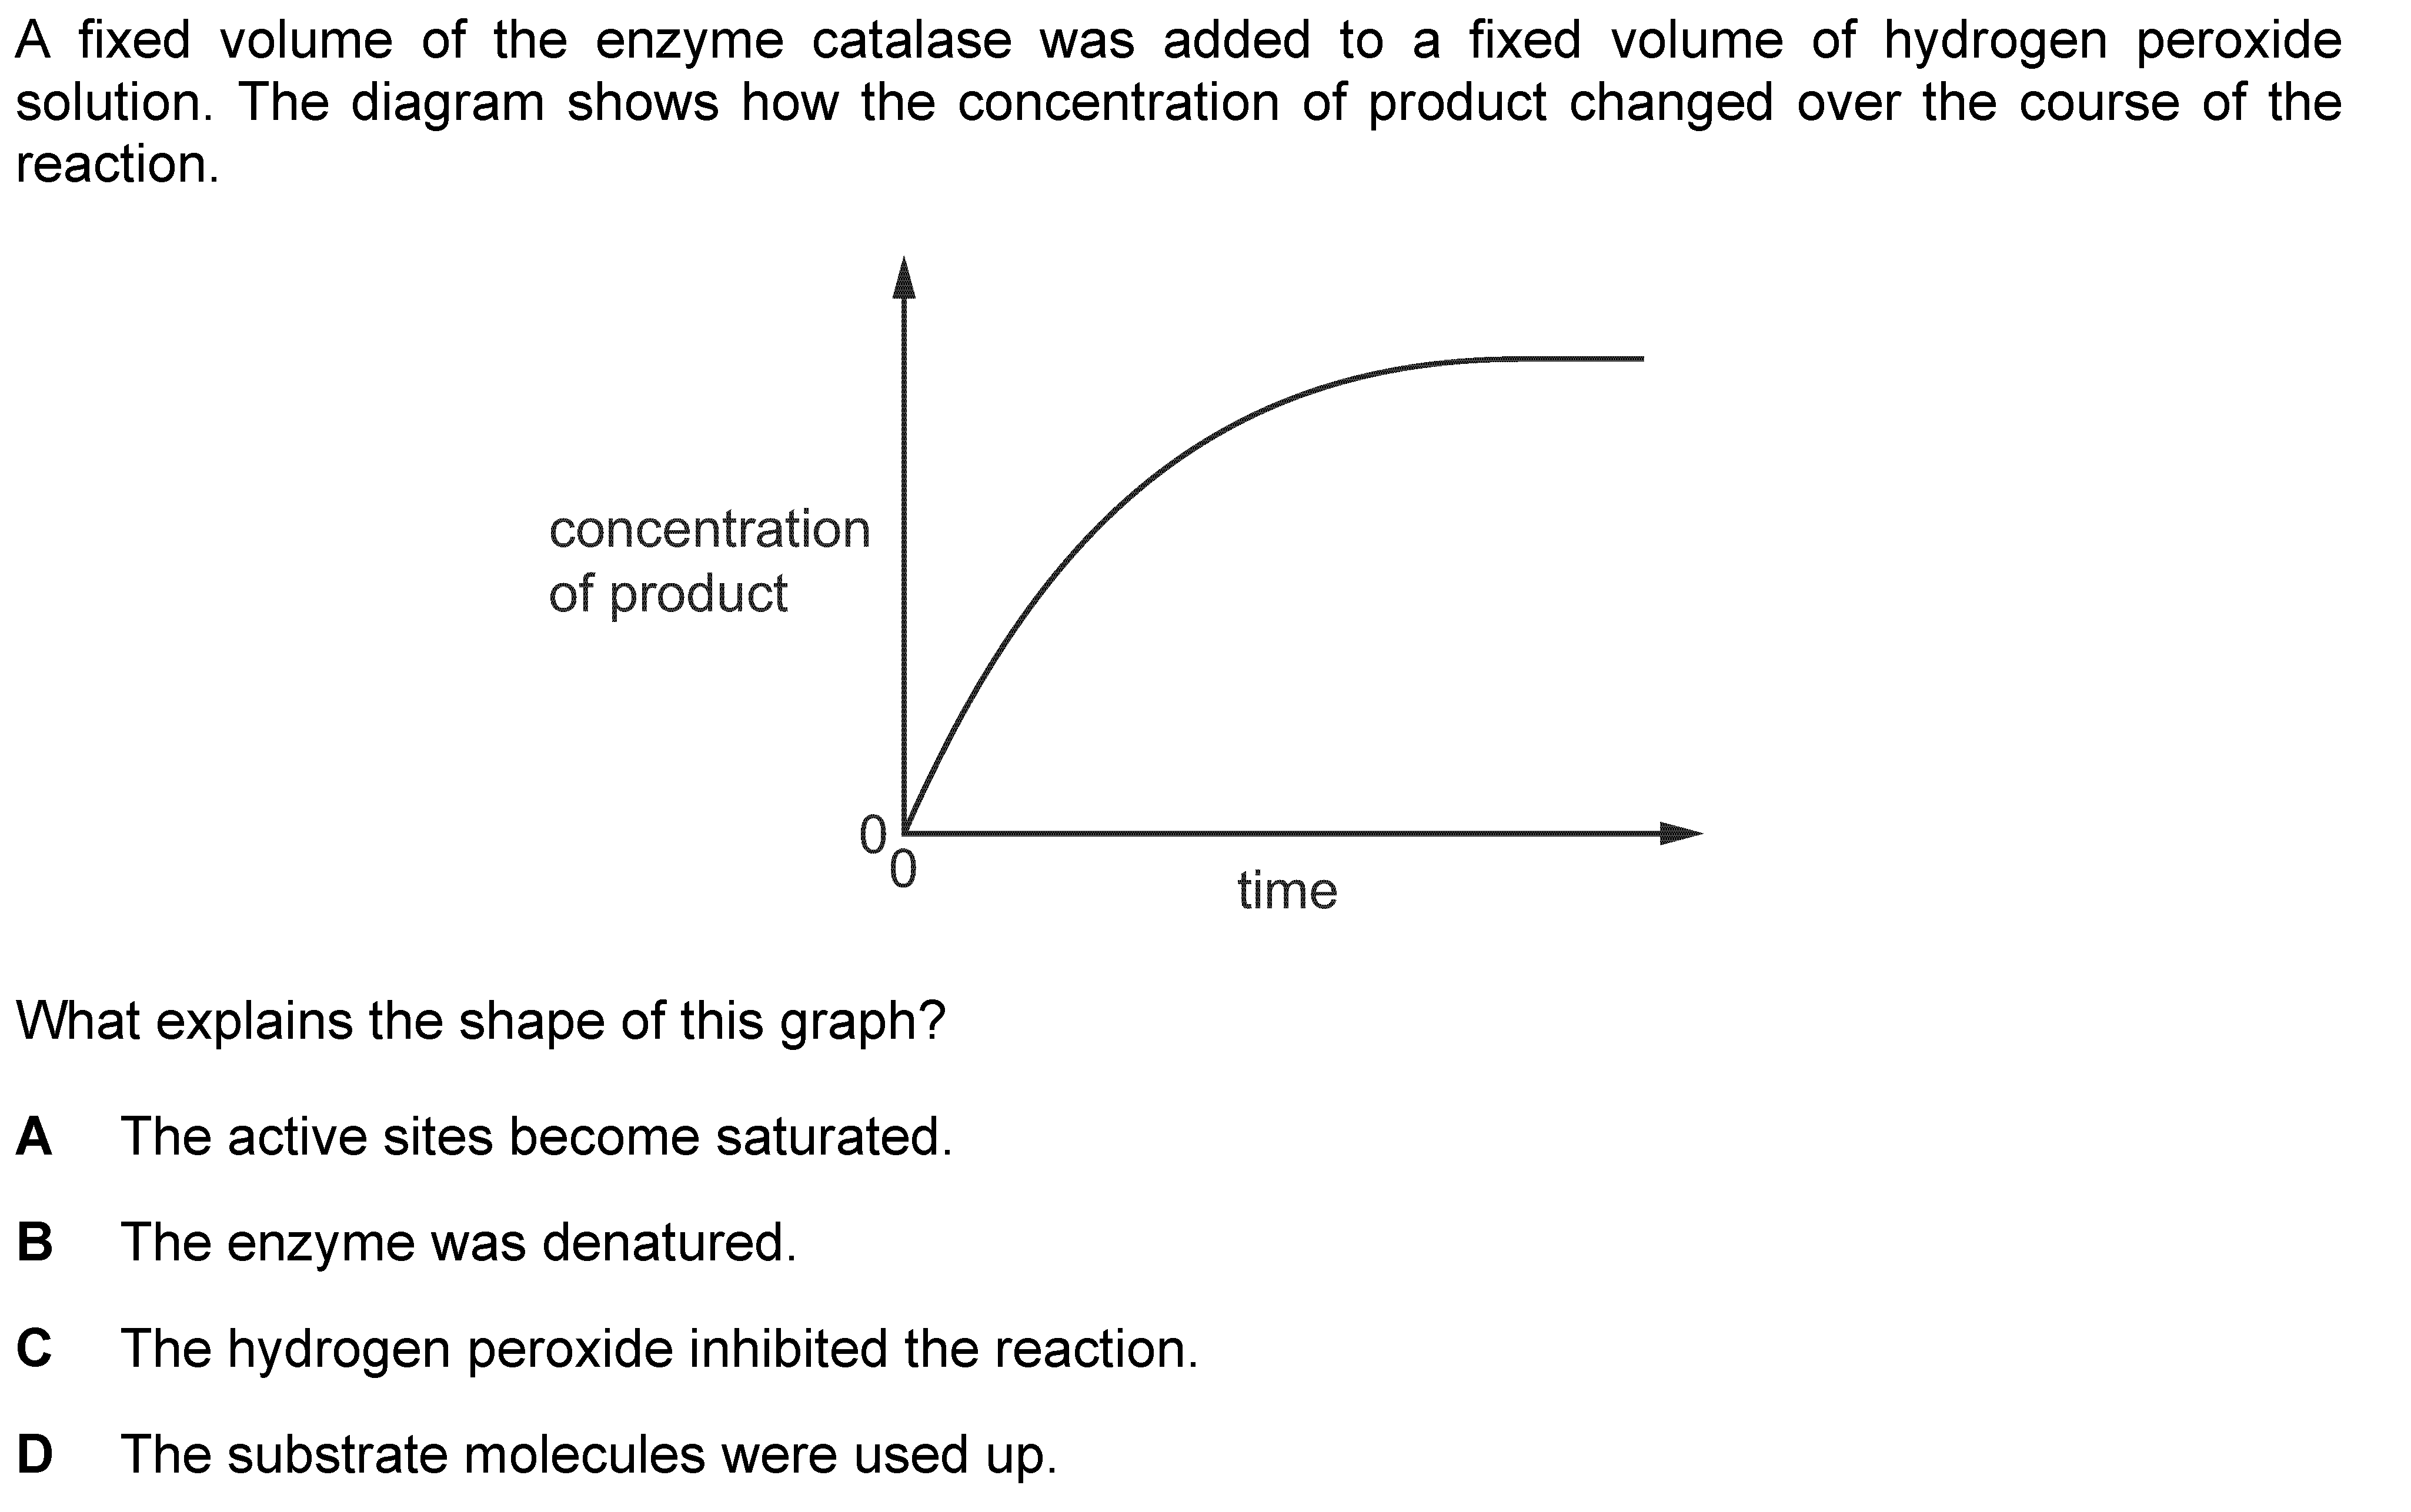 A fixed volume of the enzyme catalase was added to a fixed volume of hydrogen peroxide
solution. The diagram shows how the concentration of product changed over the course of the
reaction.
concentration
of product
0
0
time
What explains the shape of this graph?
A The active sites become saturated.
B The enzyme was denatured.
C The hydrogen peroxide inhibited the reaction.
D The substrate molecules were used up.